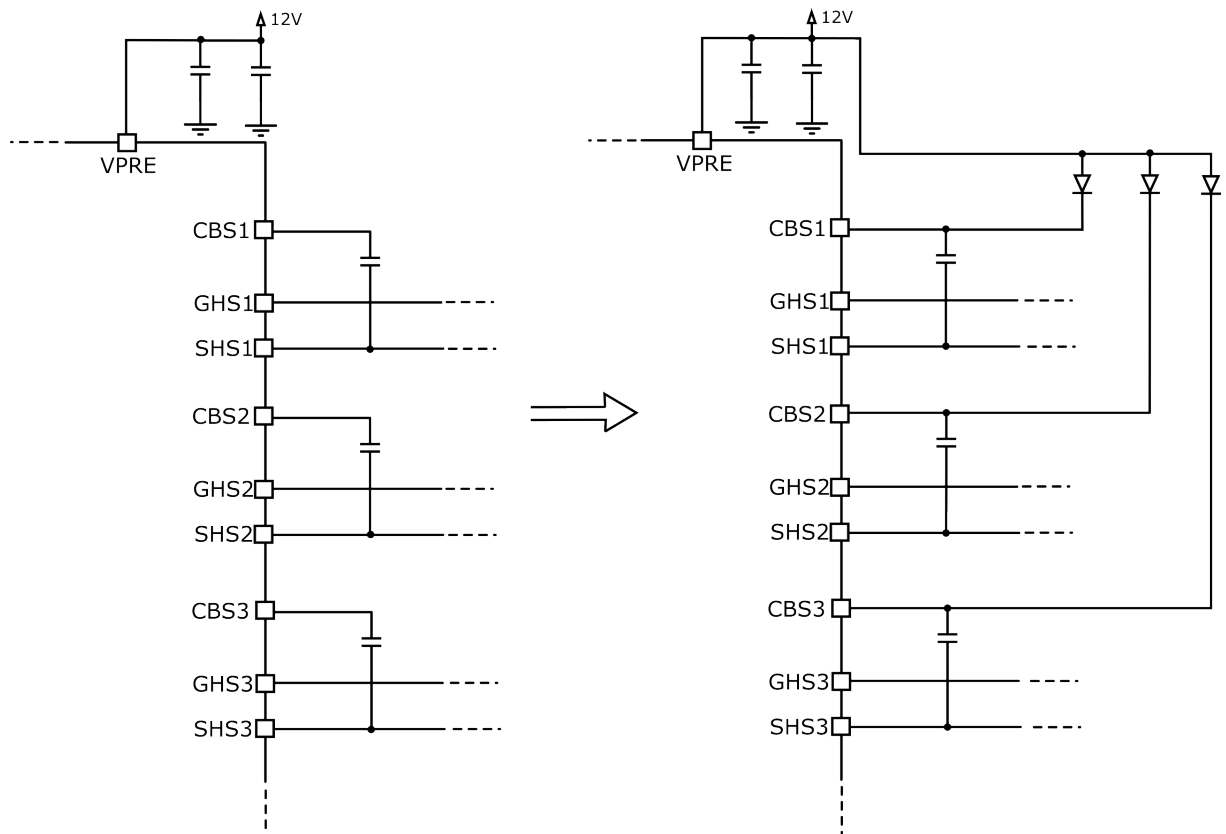 12V
VPRE
CBS1
GHS1
SHS1
CBS2
GHS2
SHS2
CBS3
GHS3
SHS3
12V
VPRE
CBS1
GHS1
SHS1
CBS2
GHS2
SHS2
CBS3
GHS3
SHS3